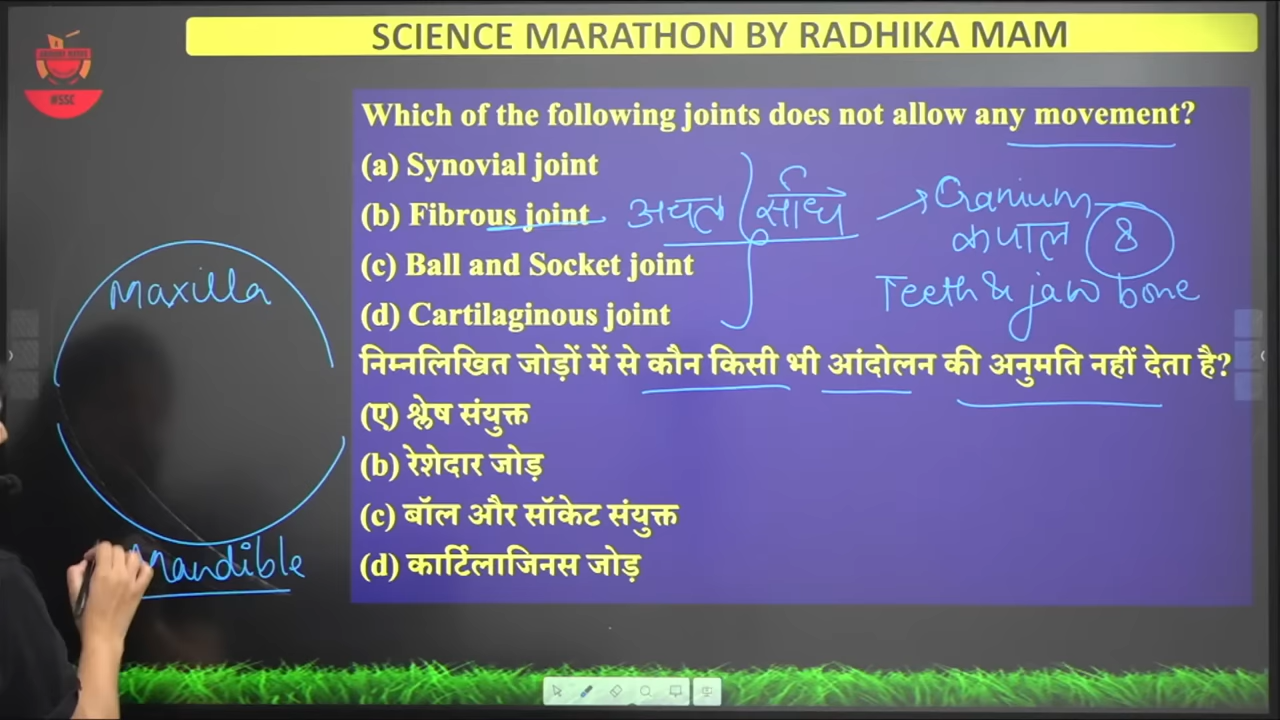 SCIENCE MARATHON BY RADHIKA MAM
#SSC
Which of the following joints does not allow any movement?
(a) Synovial joint
(b) Fibrous joint
अचल संधि
Cranium
कपाल 8
Teeth & jaw bone
(c) Ball and Socket joint
(d) Cartilaginous joint
निम्नलिखित जोड़ों में से कौन किसी भी आंदोलन की अनुमति नहीं देता है?
(ए) श्लेष संयुक्त
(b) रेशेदार जोड़
(c) बॉल और सॉकेट संयुक्त
(d) कार्टिलाजिनस जोड़
Maxilla
Mandible